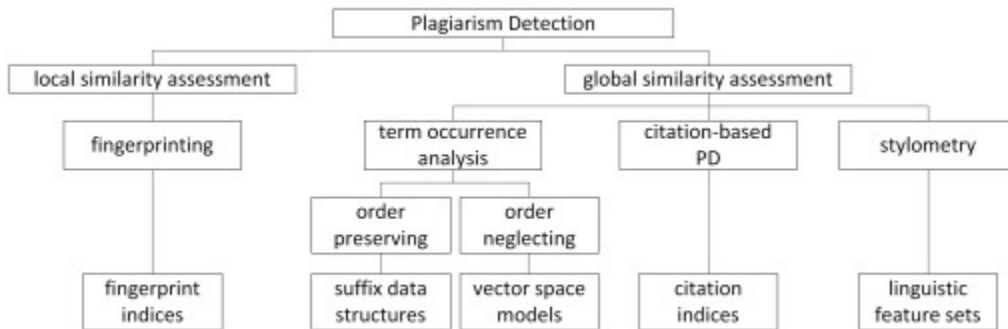 Plagiarism Detection
local similarity assessment
global similarity assessment
fingerprinting
term occurrence
analysis
citation-based
PD
stylometry
order
preserving
order
neglecting
fingerprint
indices
suffix data
structures
vector space
models
citation
indices
linguistic
feature sets